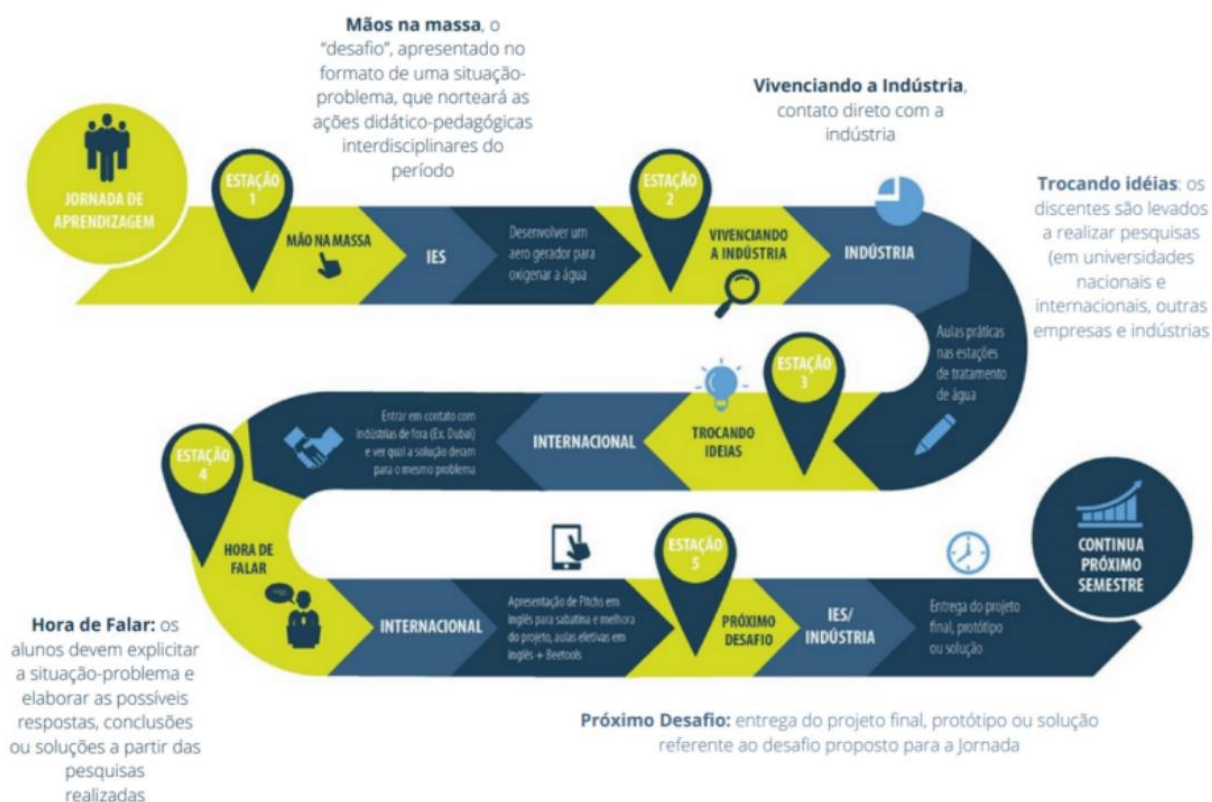 Mãos na massa, o
"desafio", apresentado no
formato de uma situação-
problema, que norteará as
ações didático-pedagógicas
interdisciplinares do
período
Vivenciando a Indústria,
contato direto com a
indústria
Trocando idéias: os
discentes são levados
a realizar pesquisas
(em universidades
nacionais e
internacionais, outras
empresas e indústrias
JORNADA DE
APRENDIZAGEM
ESTAÇÃO
1
MÃO NA MASSA
IES
Desenvolver um
aero gerador para
oxigenar a água
ESTAÇÃO
2
VIVENCIANDO
A INDÚSTRIA
INDÚSTRIA
Aulas práticas
nas estações
de tratamento
de água
ESTAÇÃO
3
TROCANDO
IDEIAS
INTERNACIONAL
Entrar em contato com
indústrias de fora (Ex. Dubai)
e ver qual a solução deram
para o mesmo problema
ESTAÇÃO
4
HORA DE
FALAR
INTERNACIONAL
Apresentação de Pitchs em
inglês para sabatina e melhora
do projeto, aulas eletivas em
inglês + Beetools
ESTAÇÃO
5
PRÓXIMO
DESAFIO
IES/
INDÚSTRIA
Entrega do projeto
final, protótipo
ou solução
CONTINUA
PRÓXIMO
SEMESTRE
Hora de Falar: os
alunos devem explicitar
a situação-problema e
elaborar as possíveis
respostas, conclusões
ou soluções a partir das
pesquisas
realizadas
Próximo Desafio: entrega do projeto final, protótipo ou solução
referente ao desafio proposto para a Jornada